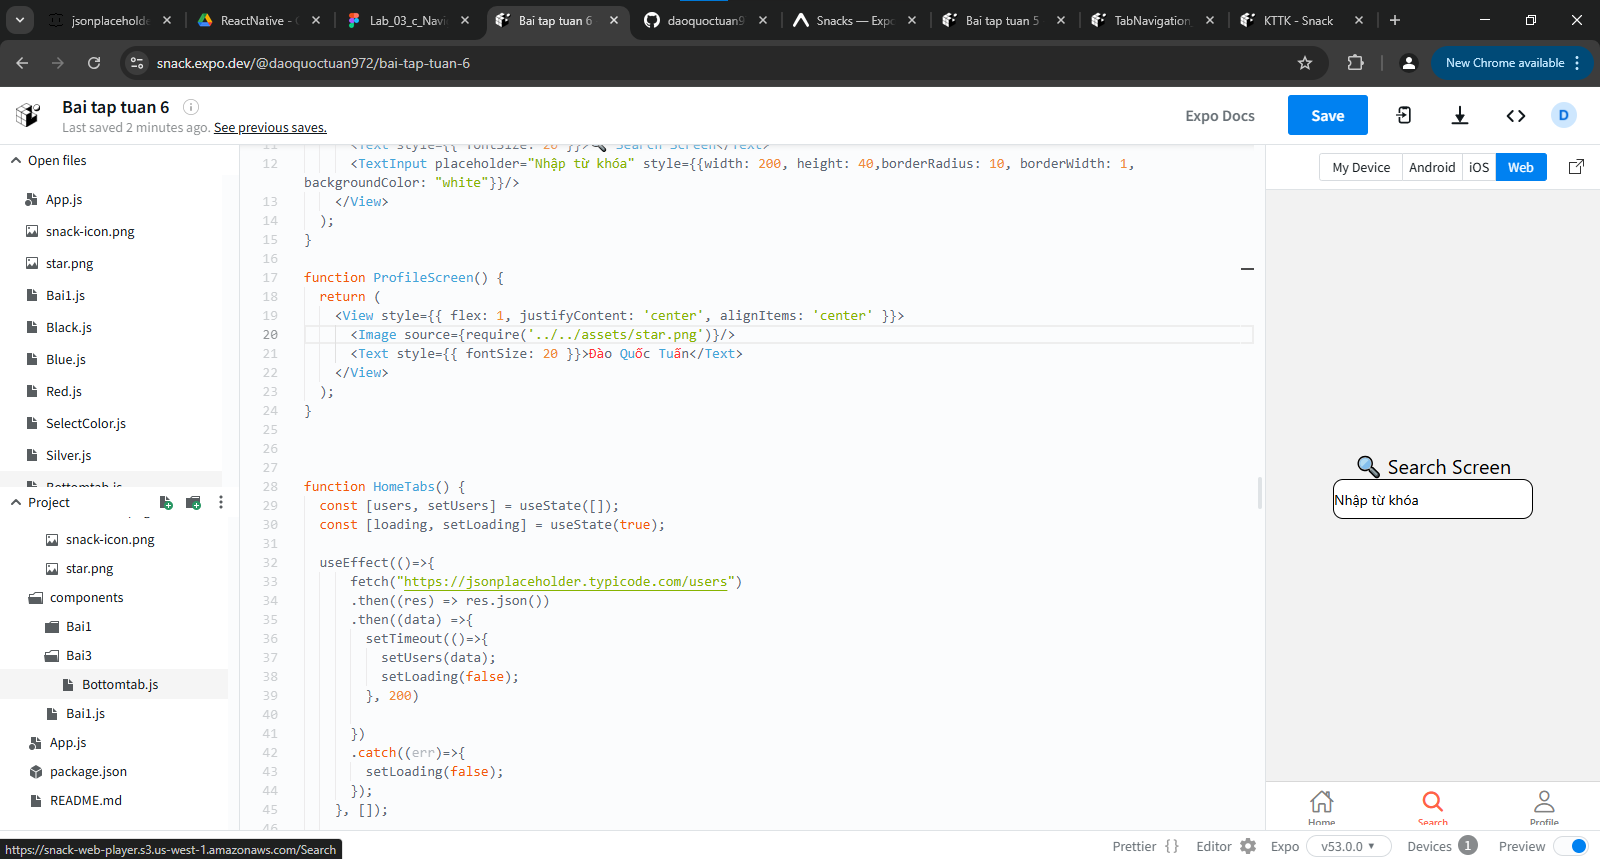 jsonplaceholde
ReactNative - G
Lab_03_c_Navi
Bai tap tuan 6
daoquoctuan9
Snacks — Expo
Bai tap tuan 5
TabNavigation
KTTK - Snack
snack.expo.dev/@daoquoctuan972/bai-tap-tuan-6
New Chrome available
Bai tap tuan 6
Last saved 2 minutes ago. See previous saves.
Expo Docs
Save
D
Open files
App.js
snack-icon.png
star.png
Bai1.js
Black.js
Blue.js
Red.js
SelectColor.js
Silver.js
Bottomtab.js
Project
snack-icon.png
star.png
components
Bai1
Bai3
Bottomtab.js
Bai1.js
App.js
package.json
README.md
11 <Text style={{ fontSize: 20 }}>🔍 Search Screen</Text>
12 <TextInput placeholder="Nhập từ khóa" style={{width: 200, height: 40,borderRadius: 10, borderWidth: 1,
backgroundColor: "white"}}/>
13 </View>
14 );
15 }
16
17 function ProfileScreen() {
18 return (
19 <View style={{ flex: 1, justifyContent: 'center', alignItems: 'center' }}>
20 <Image source={require('../../assets/star.png')}/>
21 <Text style={{ fontSize: 20 }}>Đào Quốc Tuấn</Text>
22 </View>
23 );
24 }
25
26
27
28 function HomeTabs() {
29 const [users, setUsers] = useState([]);
30 const [loading, setLoading] = useState(true);
31
32 useEffect(()=>{
33 fetch("https://jsonplaceholder.typicode.com/users")
34 .then((res) => res.json())
35 .then((data) =>{
36 setTimeout(()=>{
37 setUsers(data);
38 setLoading(false);
39 }, 200)
40
41 })
42 .catch((err)=>{
43 setLoading(false);
44 });
45 }, []);
46
My Device
Android
iOS
Web
🔍 Search Screen
Nhập từ khóa
Home
Search
Profile
https://snack-web-player.s3.us-west-1.amazonaws.com/Search
Prettier { }
Editor
Expo
v53.0.0
Devices 1
Preview